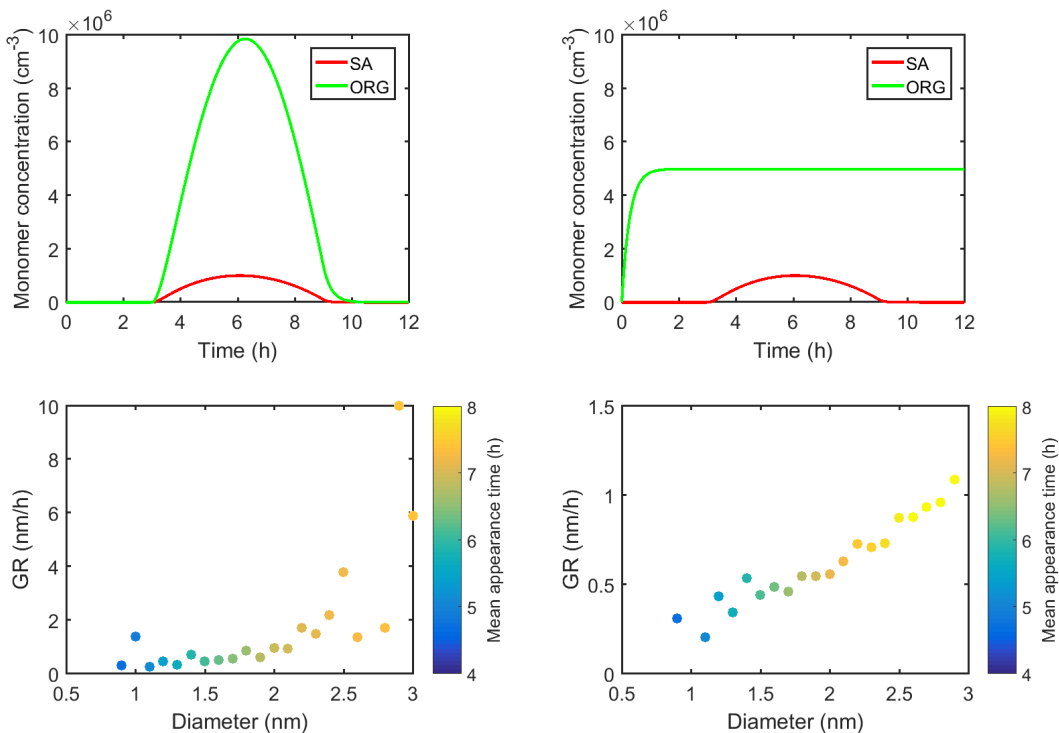 ×10⁶
Monomer concentration (cm⁻³)
10
8
6
4
2
0
SA
ORG
0 2 4 6 8 10 12
Time (h)
×10⁶
Monomer concentration (cm⁻³)
10
8
6
4
2
0
SA
ORG
0 2 4 6 8 10 12
Time (h)
GR (nm/h)
10
8
6
4
2
0
0.5 1 1.5 2 2.5 3
Diameter (nm)
8
7
6
5
4
Mean appearance time (h)
GR (nm/h)
1.5
1
0.5
0
0.5 1 1.5 2 2.5 3
Diameter (nm)
8
7
6
5
4
Mean appearance time (h)